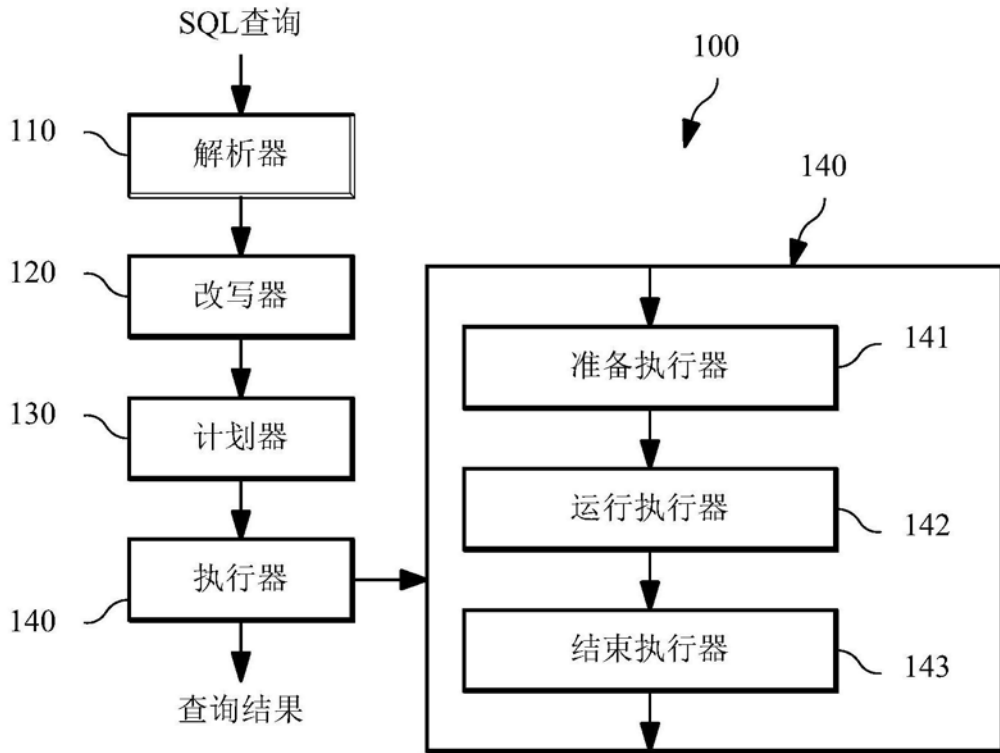 SQL查询
100
110
解析器
140
120
改写器
准备执行器
141
130
计划器
运行执行器
142
执行器
140
结束执行器
143
查询结果